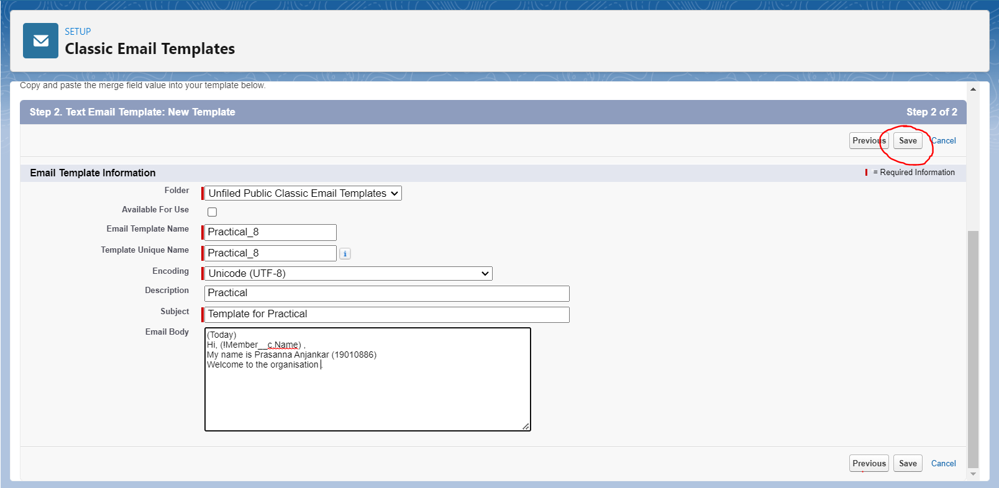 SETUP
Classic Email Templates
Copy and paste the merge field value into your template below.
Step 2. Text Email Template: New Template Step 2 of 2
Previous Save Cancel
Email Template Information = Required Information
Folder Unfiled Public Classic Email Templates
Available For Use
Email Template Name Practical_8
Template Unique Name Practical_8 i
Encoding Unicode (UTF-8)
Description Practical
Subject Template for Practical
Email Body
(Today)
Hi, (!Member__c.Name) ,
My name is Prasanna Anjankar (19010886)
Welcome to the organisation .
Previous Save Cancel